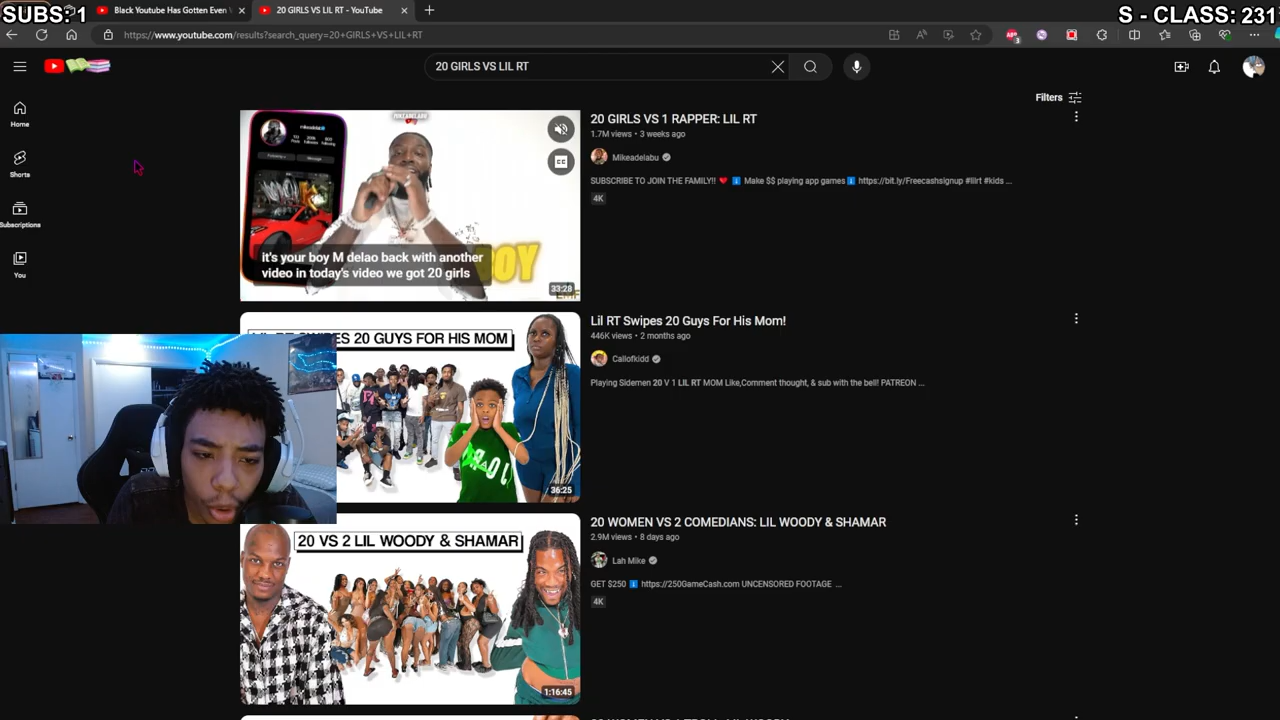 SUBS: 1
Black Youtube Has Gotten Even
20 GIRLS VS LIL RT - YouTube
S - CLASS: 231
https://www.youtube.com/results?search_query=20+GIRLS+VS+LIL+RT
20 GIRLS VS LIL RT
Filters
Home
Shorts
Subscriptions
You
MIKEADELABU
it's your boy M delao back with another
video in today's video we got 20 girls
BOY
33:28
20 GIRLS VS 1 RAPPER: LIL RT
1.7M views • 3 weeks ago
Mikeadelabu
SUBSCRIBE TO JOIN THE FAMILY!! ❤️ ⬇️ Make $$ playing app games ⬇️ https://bit.ly/Freecashsignup #lilrt #kids ...
4K
RT SWIPES 20 GUYS FOR HIS MOM
36:25
Lil RT Swipes 20 Guys For His Mom!
446K views • 2 months ago
Callofkidd
Playing Sidemen 20 V 1 LIL RT MOM Like,Comment thought, & sub with the bell! PATREON ...
20 VS 2 LIL WOODY & SHAMAR
1:16:45
20 WOMEN VS 2 COMEDIANS: LIL WOODY & SHAMAR
2.9M views • 8 days ago
Lah Mike
GET $250 ⬇️ https://250GameCash.com UNCENSORED FOOTAGE ...
4K